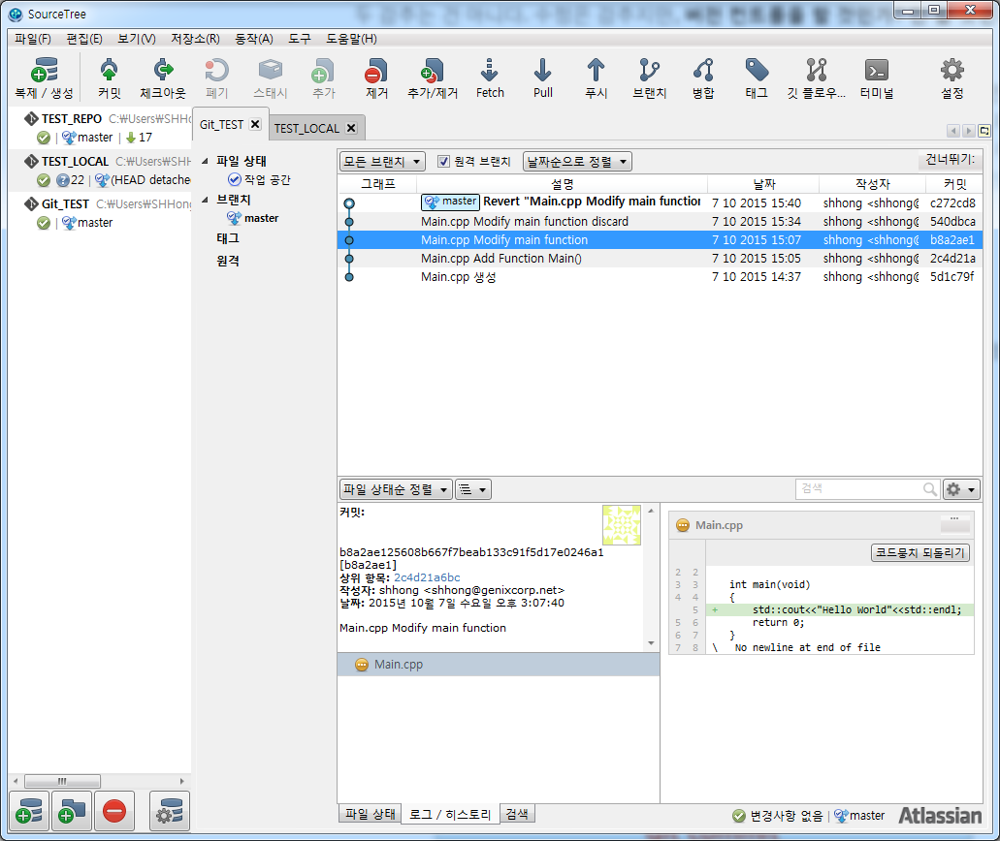 SourceTree
파일(F) 편집(E) 보기(V) 저장소(R) 동작(A) 도구 도움말(H)
복제 / 생성 커밋 체크아웃 폐기 스태시 추가 제거 추가/제거 Fetch Pull 푸시 브랜치 병합 태그 깃 플로우... 터미널 설정
TEST_REPO C:₩Users₩SHHo
master 17
TEST_LOCAL C:₩Users₩SHH
22 (HEAD detache
Git_TEST C:₩Users₩SHHong
master
Git_TEST TEST_LOCAL
파일 상태
작업 공간
브랜치
master
태그
원격
모든 브랜치 원격 브랜치 날짜순으로 정렬 건너뛰기:
그래프 설명 날짜 작성자 커밋
master Revert "Main.cpp Modify main function 7 10 2015 15:40 shhong <shhong@ c272cd8
Main.cpp Modify main function discard 7 10 2015 15:34 shhong <shhong@ 540dbca
Main.cpp Modify main function 7 10 2015 15:07 shhong <shhong@ b8a2ae1
Main.cpp Add Function Main() 7 10 2015 15:05 shhong <shhong@ 2c4d21a
Main.cpp 생성 7 10 2015 14:37 shhong <shhong@ 5d1c79f
파일 상태순 정렬 검색
커밋:
b8a2ae125608b667f7beab133c91f5d17e0246a1
[b8a2ae1]
상위 항목: 2c4d21a6bc
작성자: shhong <shhong@genixcorp.net>
날짜: 2015년 10월 7일 수요일 오후 3:07:40
Main.cpp Modify main function
Main.cpp
Main.cpp
코드뭉치 되돌리기
2 2
3 3 int main(void)
4 4 {
5 + std::cout<<"Hello World"<<std::endl;
5 6 return 0;
6 7 }
7 8 \ No newline at end of file
파일 상태 로그 / 히스토리 검색
변경사항 없음 master Atlassian